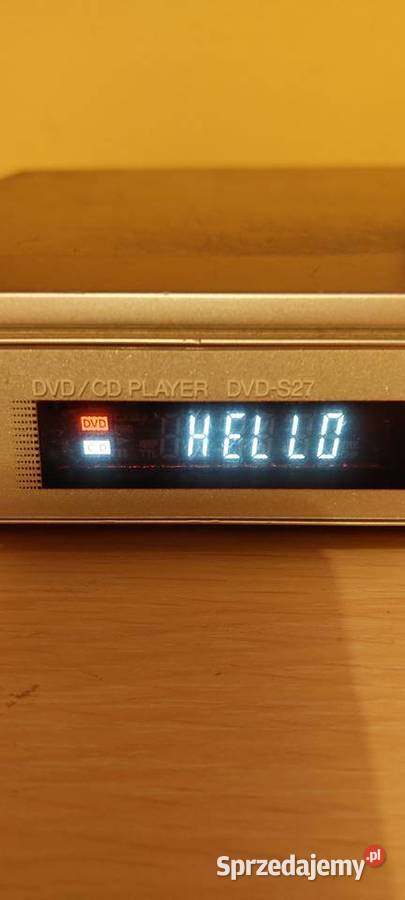 DVD/CD PLAYER DVD-S27
DVD HELLO
CD
Sprzedajemy.pl